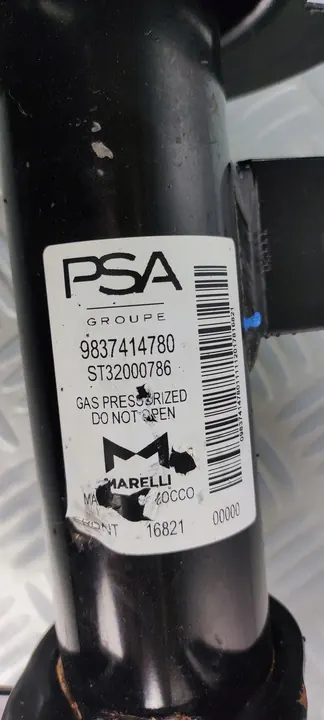 PSA
GROUPE
9837414780
ST32000786
GAS PRESSURIZED
DO NOT OPEN
MARELLI
16821
00000